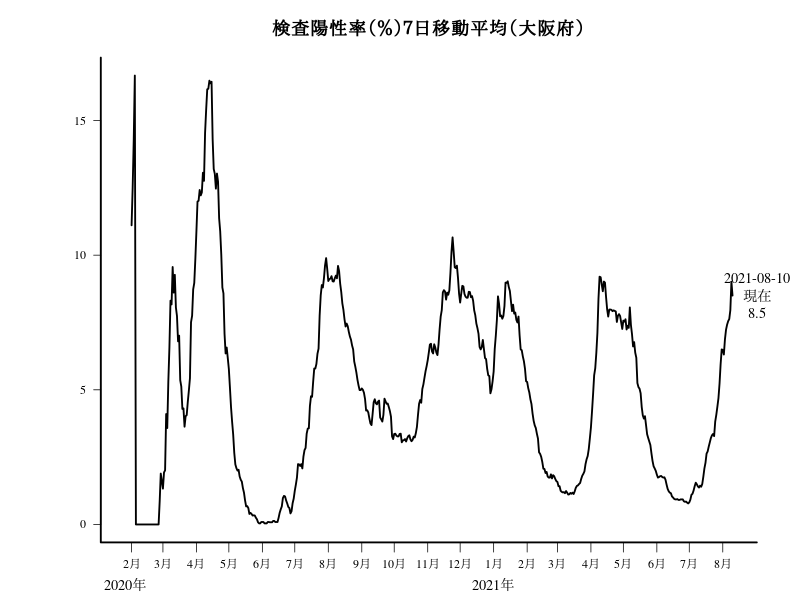 検査陽性率(%)7日移動平均(大阪府)
15
10
5
0
2021-08-10
現在
8.5
2月 3月 4月 5月 6月 7月 8月 9月 10月 11月 12月 1月 2月 3月 4月 5月 6月 7月 8月
2020年 2021年